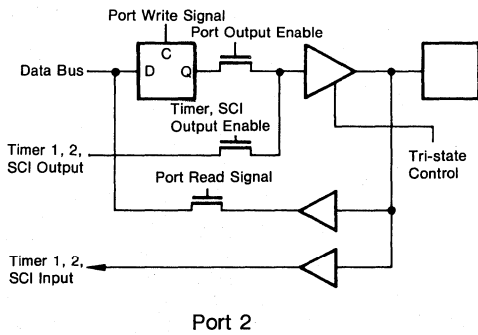 Port Write Signal
Port Output Enable
C
Data Bus
D
Q
Timer, SCI
Output Enable
Timer 1, 2,
SCI Output
Tri-state
Control
Port Read Signal
Timer 1, 2,
SCI Input
Port 2